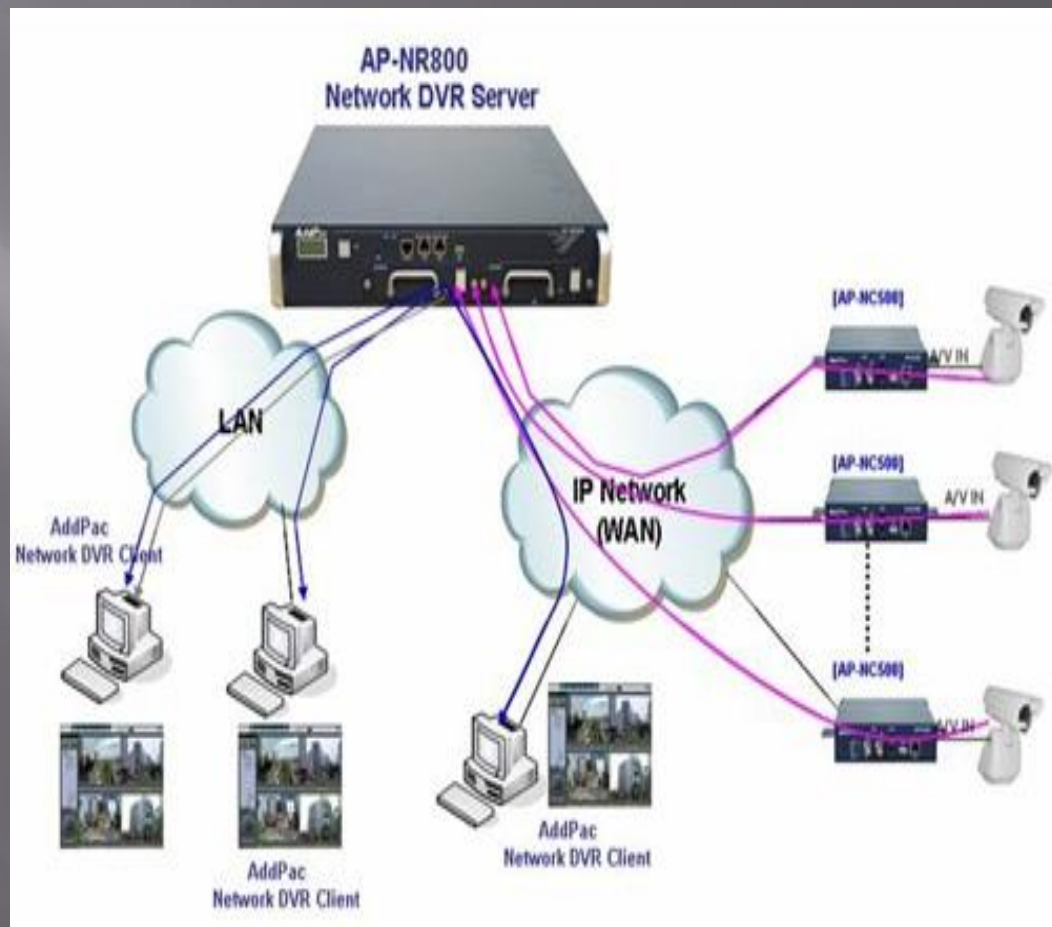 AP-NR800
Network DVR Server
[AP-NC500]
A/V IN
LAN
[AP-NC500]
A/V IN
IP Network
(WAN)
AddPac
Network DVR Client
[AP-NC500]
A/V IN
AddPac
Network DVR Client
AddPac
Network DVR Client